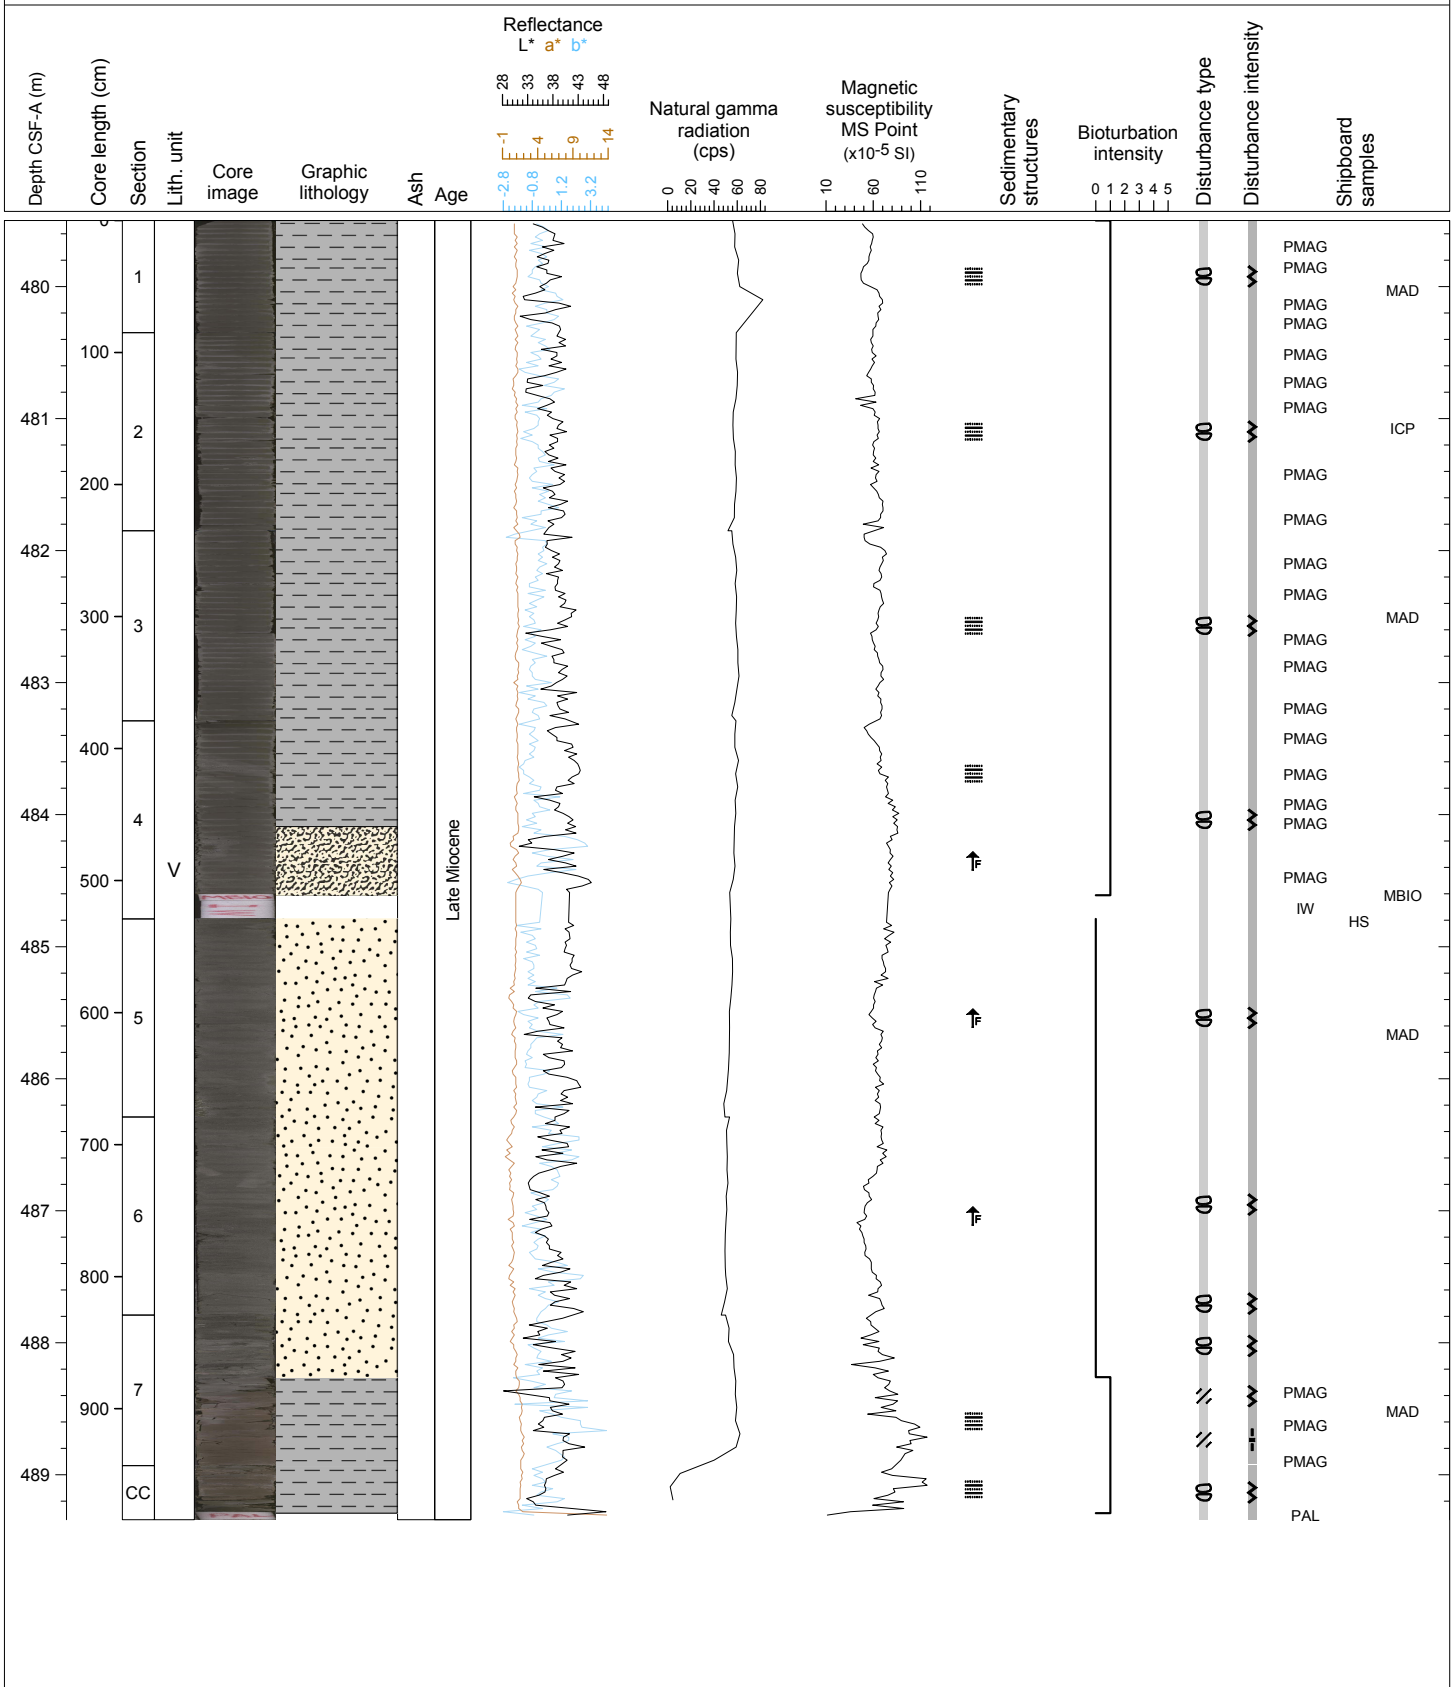 Depth CSF-A (m)
Core length (cm)
Section
Lith. unit
Core
image
Graphic
lithology
Ash
Age
Reflectance
L* a* b*
28 33 38 43 48
-1 4 9 14
-2.8 -0.8 1.2 3.2
Natural gamma
radiation
(cps)
0 20 40 60 80
Magnetic
susceptibility
MS Point
(x10-5 SI)
10 60 110
Sedimentary
structures
Bioturbation
intensity
0 1 2 3 4 5
Disturbance type
Disturbance intensity
Shipboard
samples
0
PMAG
1
PMAG
480
MAD
PMAG
PMAG
100
PMAG
PMAG
PMAG
481
2
ICP
PMAG
200
PMAG
482
PMAG
PMAG
300
3
MAD
PMAG
PMAG
483
PMAG
PMAG
400
PMAG
PMAG
484
4
PMAG
V
Late Miocene
500
PMAG
MBIO
IW
HS
485
F
600
5
F
MAD
486
700
487
6
F
800
488
7
PMAG
900
MAD
PMAG
PMAG
489
CC
PAL